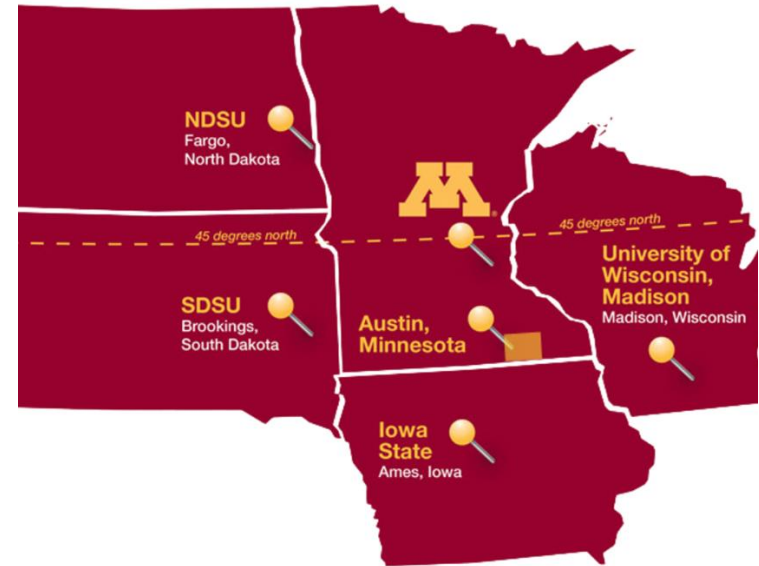 NDSU
Fargo,
North Dakota
M
45 degrees north
45 degrees north
University of
Wisconsin,
Madison
Madison, Wisconsin
SDSU
Brookings,
South Dakota
Austin,
Minnesota
Iowa
State
Ames, Iowa